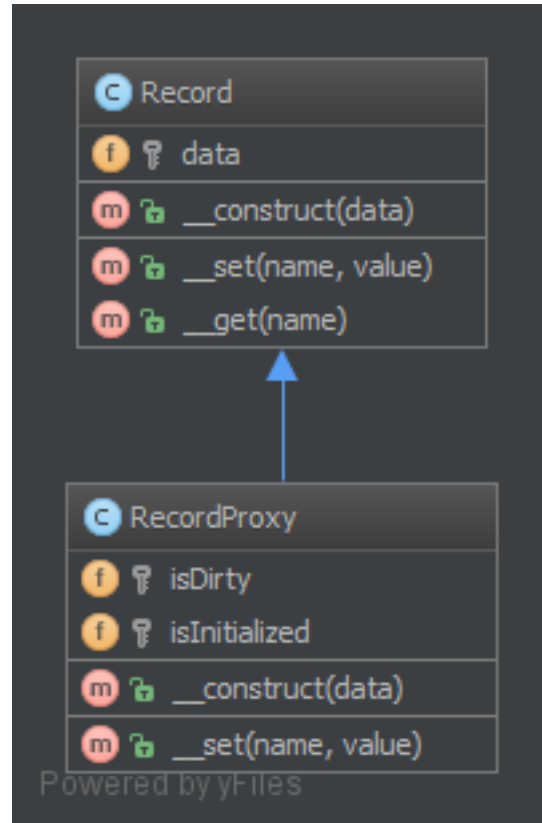 C Record
f data
m __construct(data)
m __set(name, value)
m __get(name)
C RecordProxy
f isDirty
f isInitialized
m __construct(data)
m __set(name, value)
Powered by yFiles